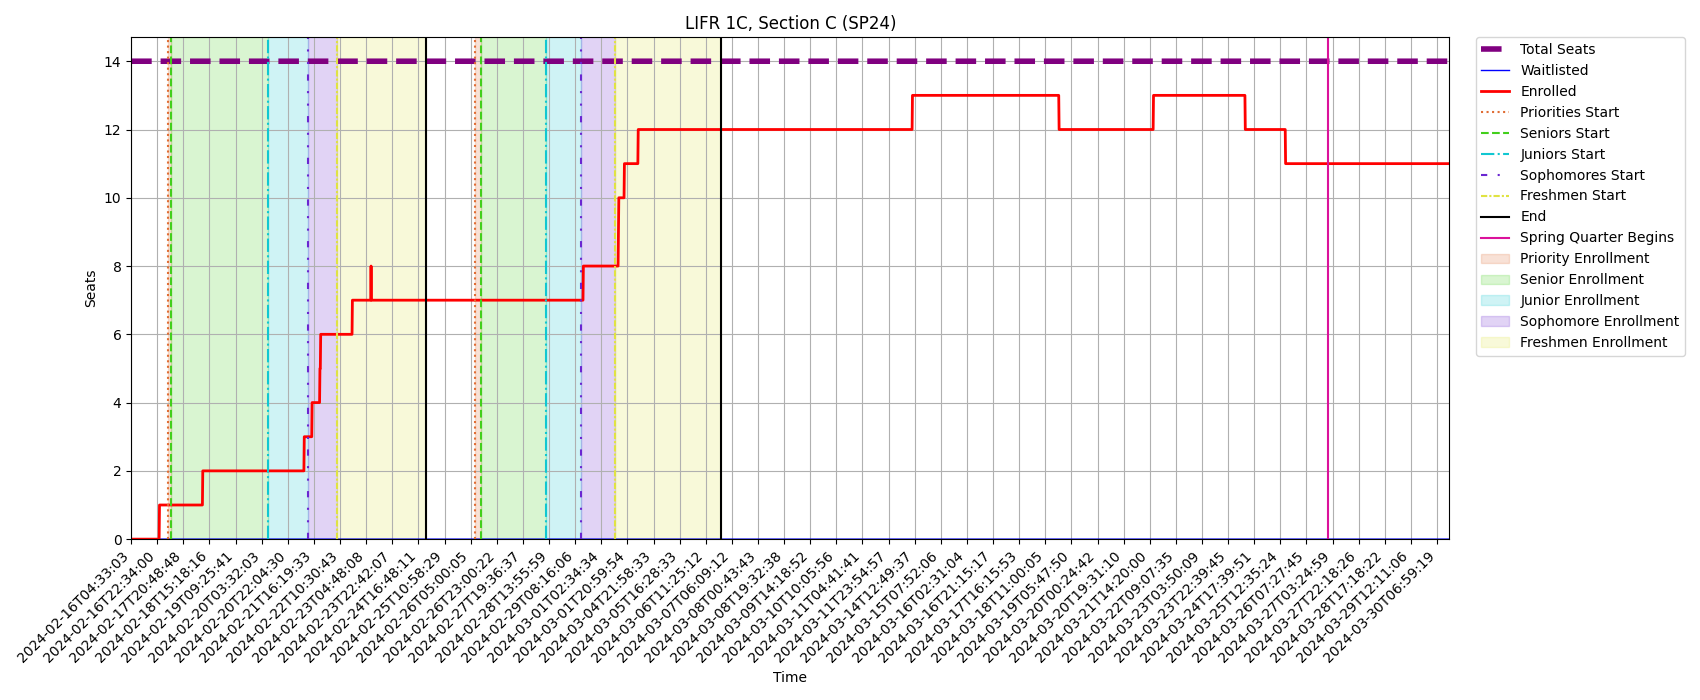 LIFR 1C, Section C (SP24)
Seats
14
12
10
8
6
4
2
0
2024-02-16T04:33:03
2024-02-16T22:34:00
2024-02-17T20:48:48
2024-02-18T15:18:16
2024-02-19T09:25:41
2024-02-20T03:32:03
2024-02-20T22:04:30
2024-02-21T16:19:33
2024-02-22T10:30:43
2024-02-23T04:48:08
2024-02-23T22:42:07
2024-02-24T16:48:11
2024-02-25T10:58:29
2024-02-26T05:00:05
2024-02-26T23:00:22
2024-02-27T19:36:37
2024-02-28T13:55:59
2024-02-29T08:16:06
2024-03-01T02:34:34
2024-03-01T20:59:54
2024-03-04T21:58:33
2024-03-05T16:28:33
2024-03-06T11:25:12
2024-03-07T06:09:12
2024-03-08T00:43:43
2024-03-08T19:32:38
2024-03-09T14:18:52
2024-03-10T10:05:56
2024-03-11T04:41:41
2024-03-11T23:54:57
2024-03-14T12:49:37
2024-03-15T07:52:06
2024-03-16T02:31:04
2024-03-16T21:15:17
2024-03-17T16:15:53
2024-03-18T11:00:05
2024-03-19T05:47:50
2024-03-20T00:24:42
2024-03-20T19:31:10
2024-03-21T14:20:00
2024-03-22T09:07:35
2024-03-23T03:50:09
2024-03-23T22:39:45
2024-03-24T17:39:51
2024-03-25T12:35:24
2024-03-26T07:27:45
2024-03-27T03:24:59
2024-03-27T22:18:26
2024-03-28T17:18:22
2024-03-29T12:11:06
2024-03-30T06:59:19
Time
Total Seats
Waitlisted
Enrolled
Priorities Start
Seniors Start
Juniors Start
Sophomores Start
Freshmen Start
End
Spring Quarter Begins
Priority Enrollment
Senior Enrollment
Junior Enrollment
Sophomore Enrollment
Freshmen Enrollment